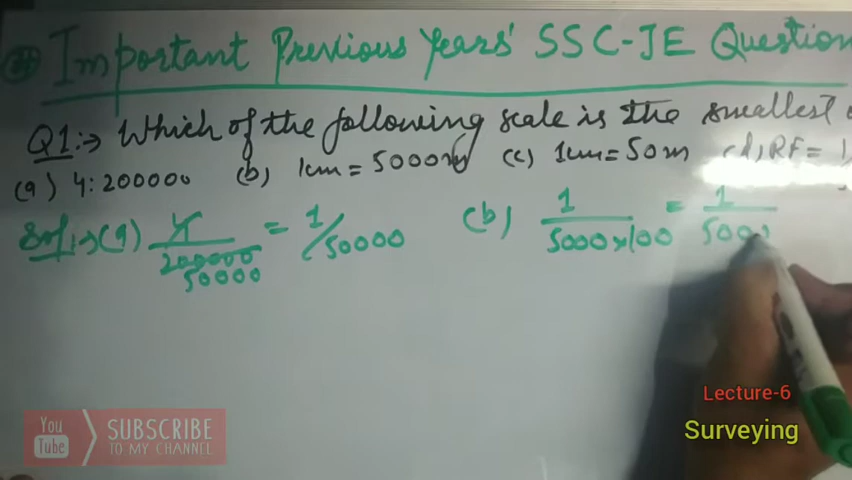 Important Previous Years' SSC-JE Question
Q1:→ Which of the following scale is the smallest
(a) 4:200000 (b) 1cm = 5000m (c) 1cm = 50m (d) RF = 1/
Sol:→(a) 4/200000 50000 = 1/50000 (b) 1/5000×100 = 1/5000
Lecture-6
Surveying
You Tube SUBSCRIBE
TO MY CHANNEL